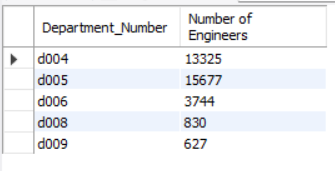 Department_Number Number of
Engineers
d004 13325
d005 15677
d006 3744
d008 830
d009 627